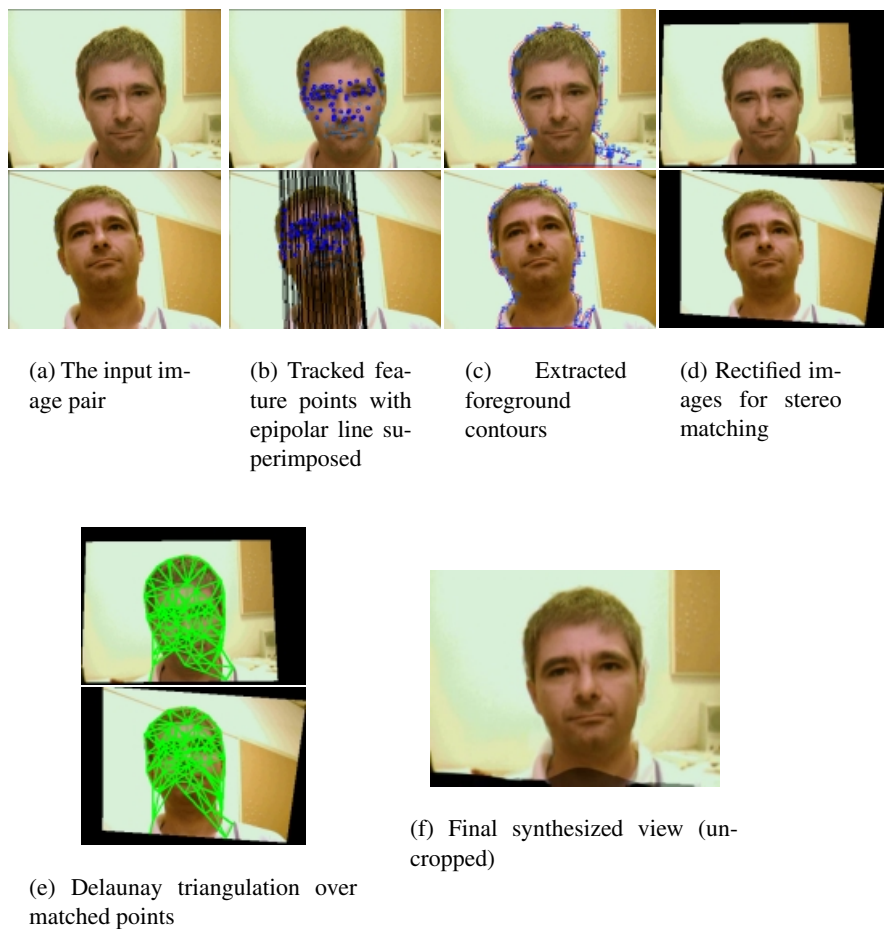 (a) The input im-
age pair
(b) Tracked fea-
ture points with
epipolar line su-
perimposed
(c) Extracted
foreground
contours
(d) Rectified im-
ages for stereo
matching
(e) Delaunay triangulation over
matched points
(f) Final synthesized view (un-
cropped)